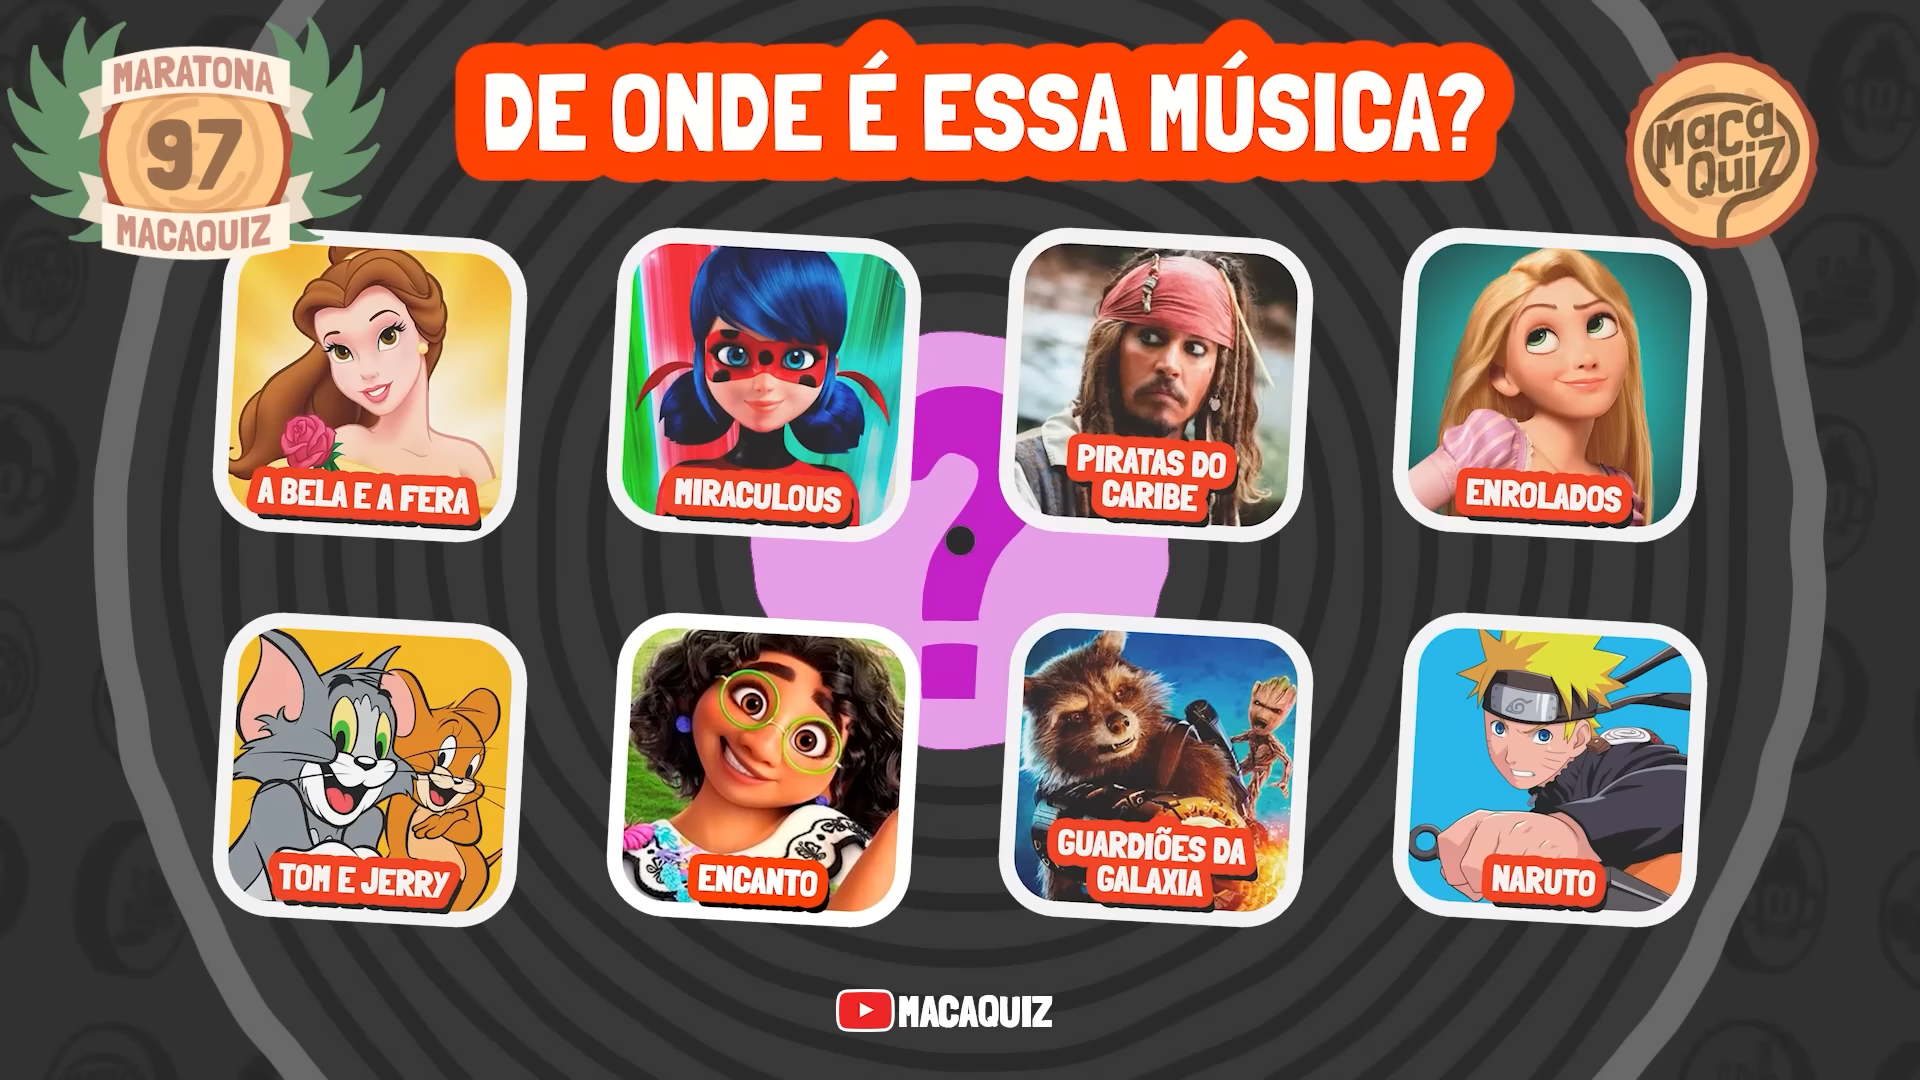 MARATONA
97
MACAQUIZ
DE ONDE É ESSA MÚSICA?
MACA
QUIZ
A BELA E A FERA
MIRACULOUS
PIRATAS DO
CARIBE
ENROLADOS
TOM E JERRY
ENCANTO
GUARDIÕES DA
GALAXIA
NARUTO
MACAQUIZ